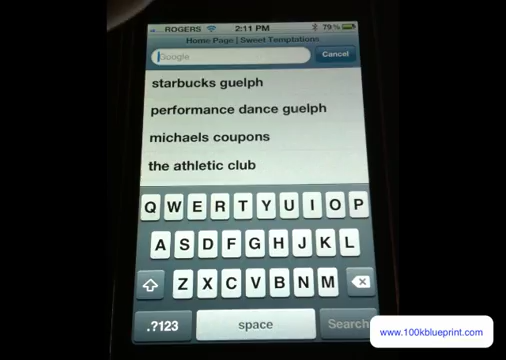 ROGERS 2:11 PM 79%
Home Page | Sweet Temptations
Google Cancel
starbucks guelph
performance dance guelph
michaels coupons
the athletic club
Q W E R T Y U I O P
A S D F G H J K L
Z X C V B N M
.?123 space Search
www.100kblueprint.com